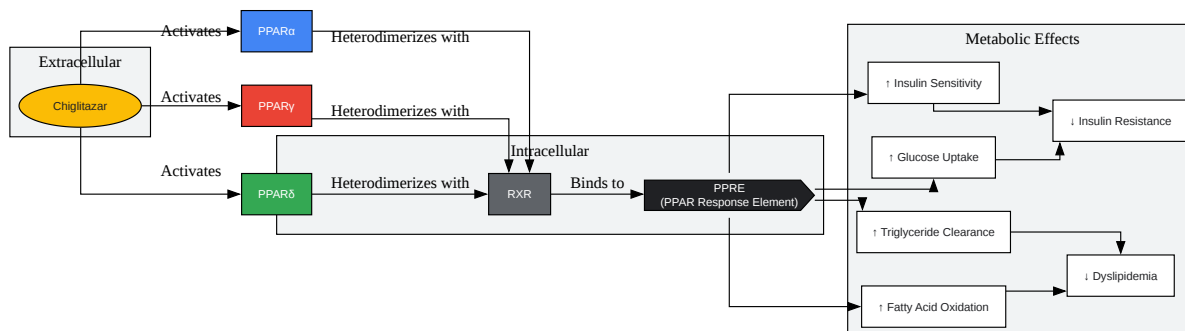 Activates
PPARα
Heterodimerizes with
Metabolic Effects
Extracellular
Chiglitazar
Activates
PPARγ
Heterodimerizes with
↑ Insulin Sensitivity
↓ Insulin Resistance
Intracellular
↑ Glucose Uptake
Activates
PPARδ
Heterodimerizes with
RXR
Binds to
PPRE
(PPAR Response Element)
↑ Triglyceride Clearance
↓ Dyslipidemia
↑ Fatty Acid Oxidation